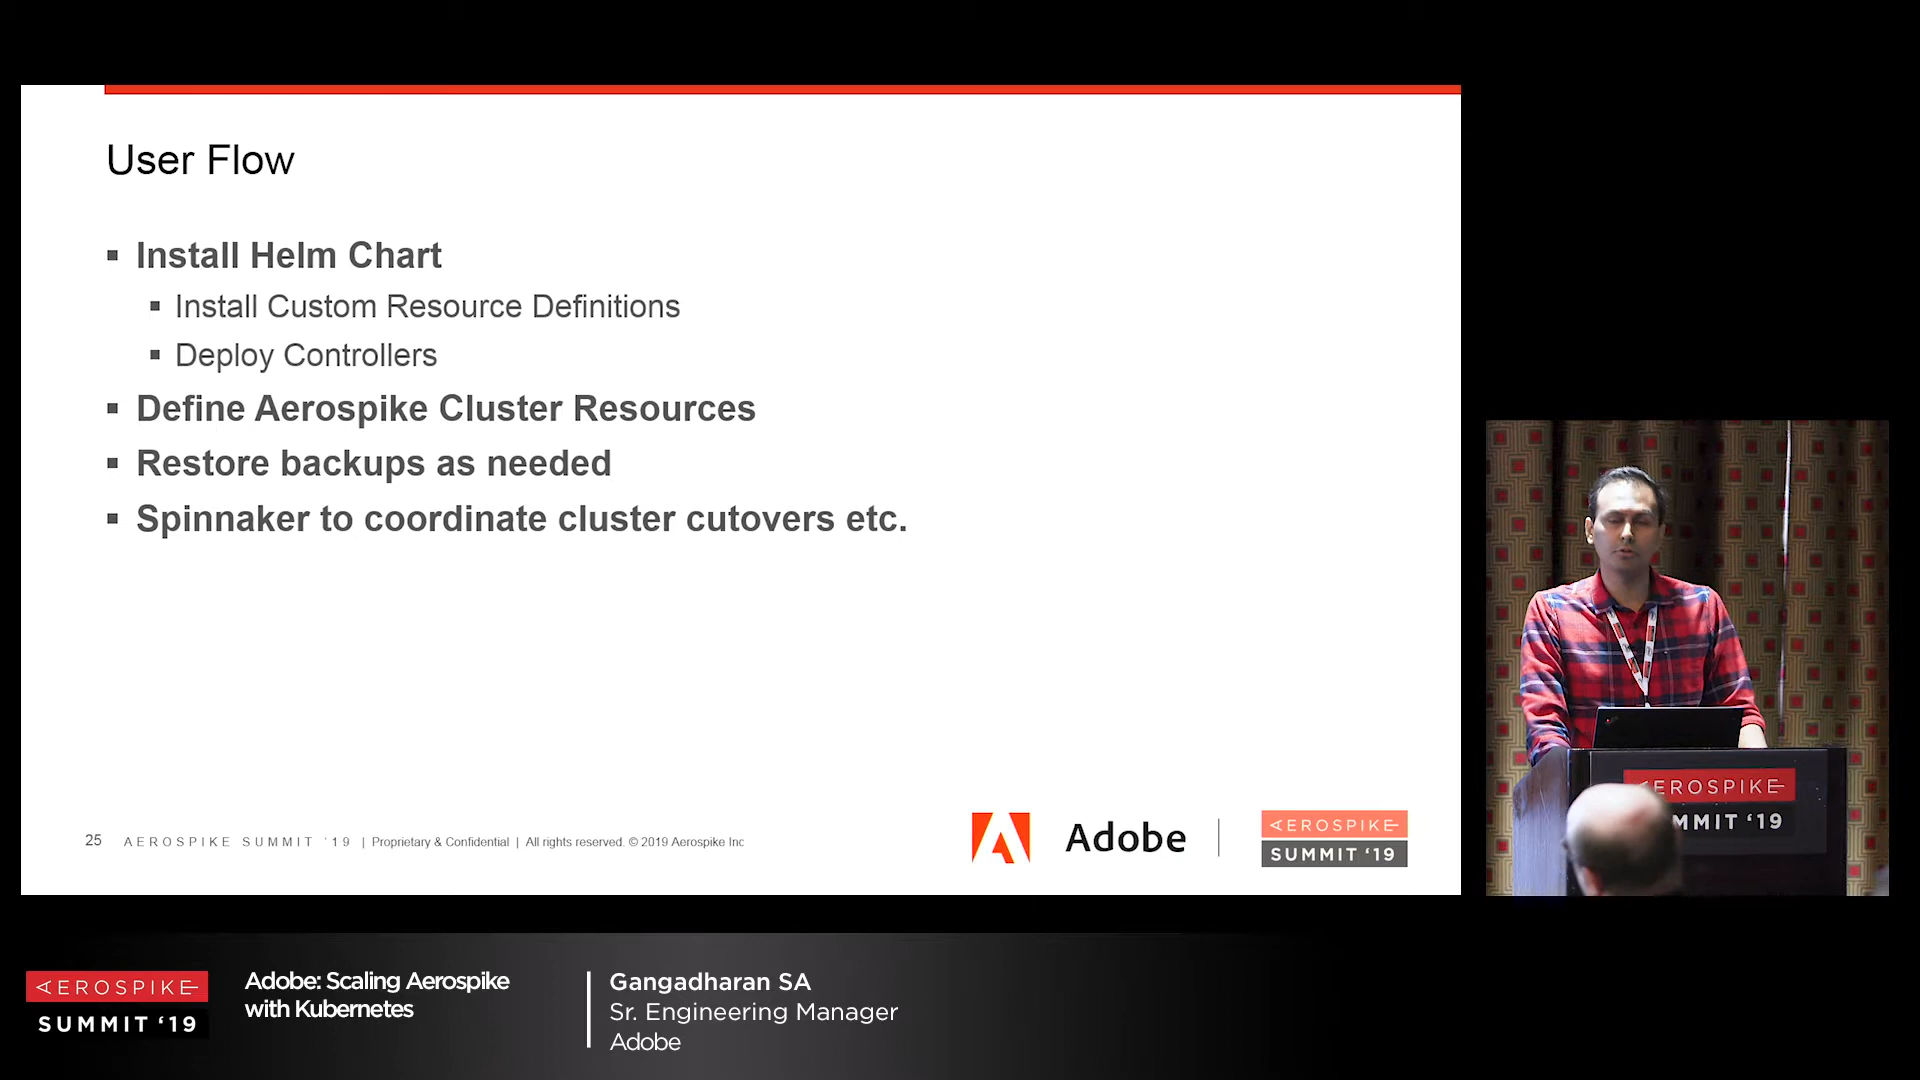 User Flow
Install Helm Chart
Install Custom Resource Definitions
Deploy Controllers
Define Aerospike Cluster Resources
Restore backups as needed
Spinnaker to coordinate cluster cutovers etc.
25 AEROSPIKE SUMMIT '19 | Proprietary & Confidential | All rights reserved. © 2019 Aerospike Inc
Adobe
AEROSPIKE
SUMMIT '19
EROSPIKE
MMIT '19
AEROSPIKE
SUMMIT '19
Adobe: Scaling Aerospike
with Kubernetes
Gangadharan SA
Sr. Engineering Manager
Adobe